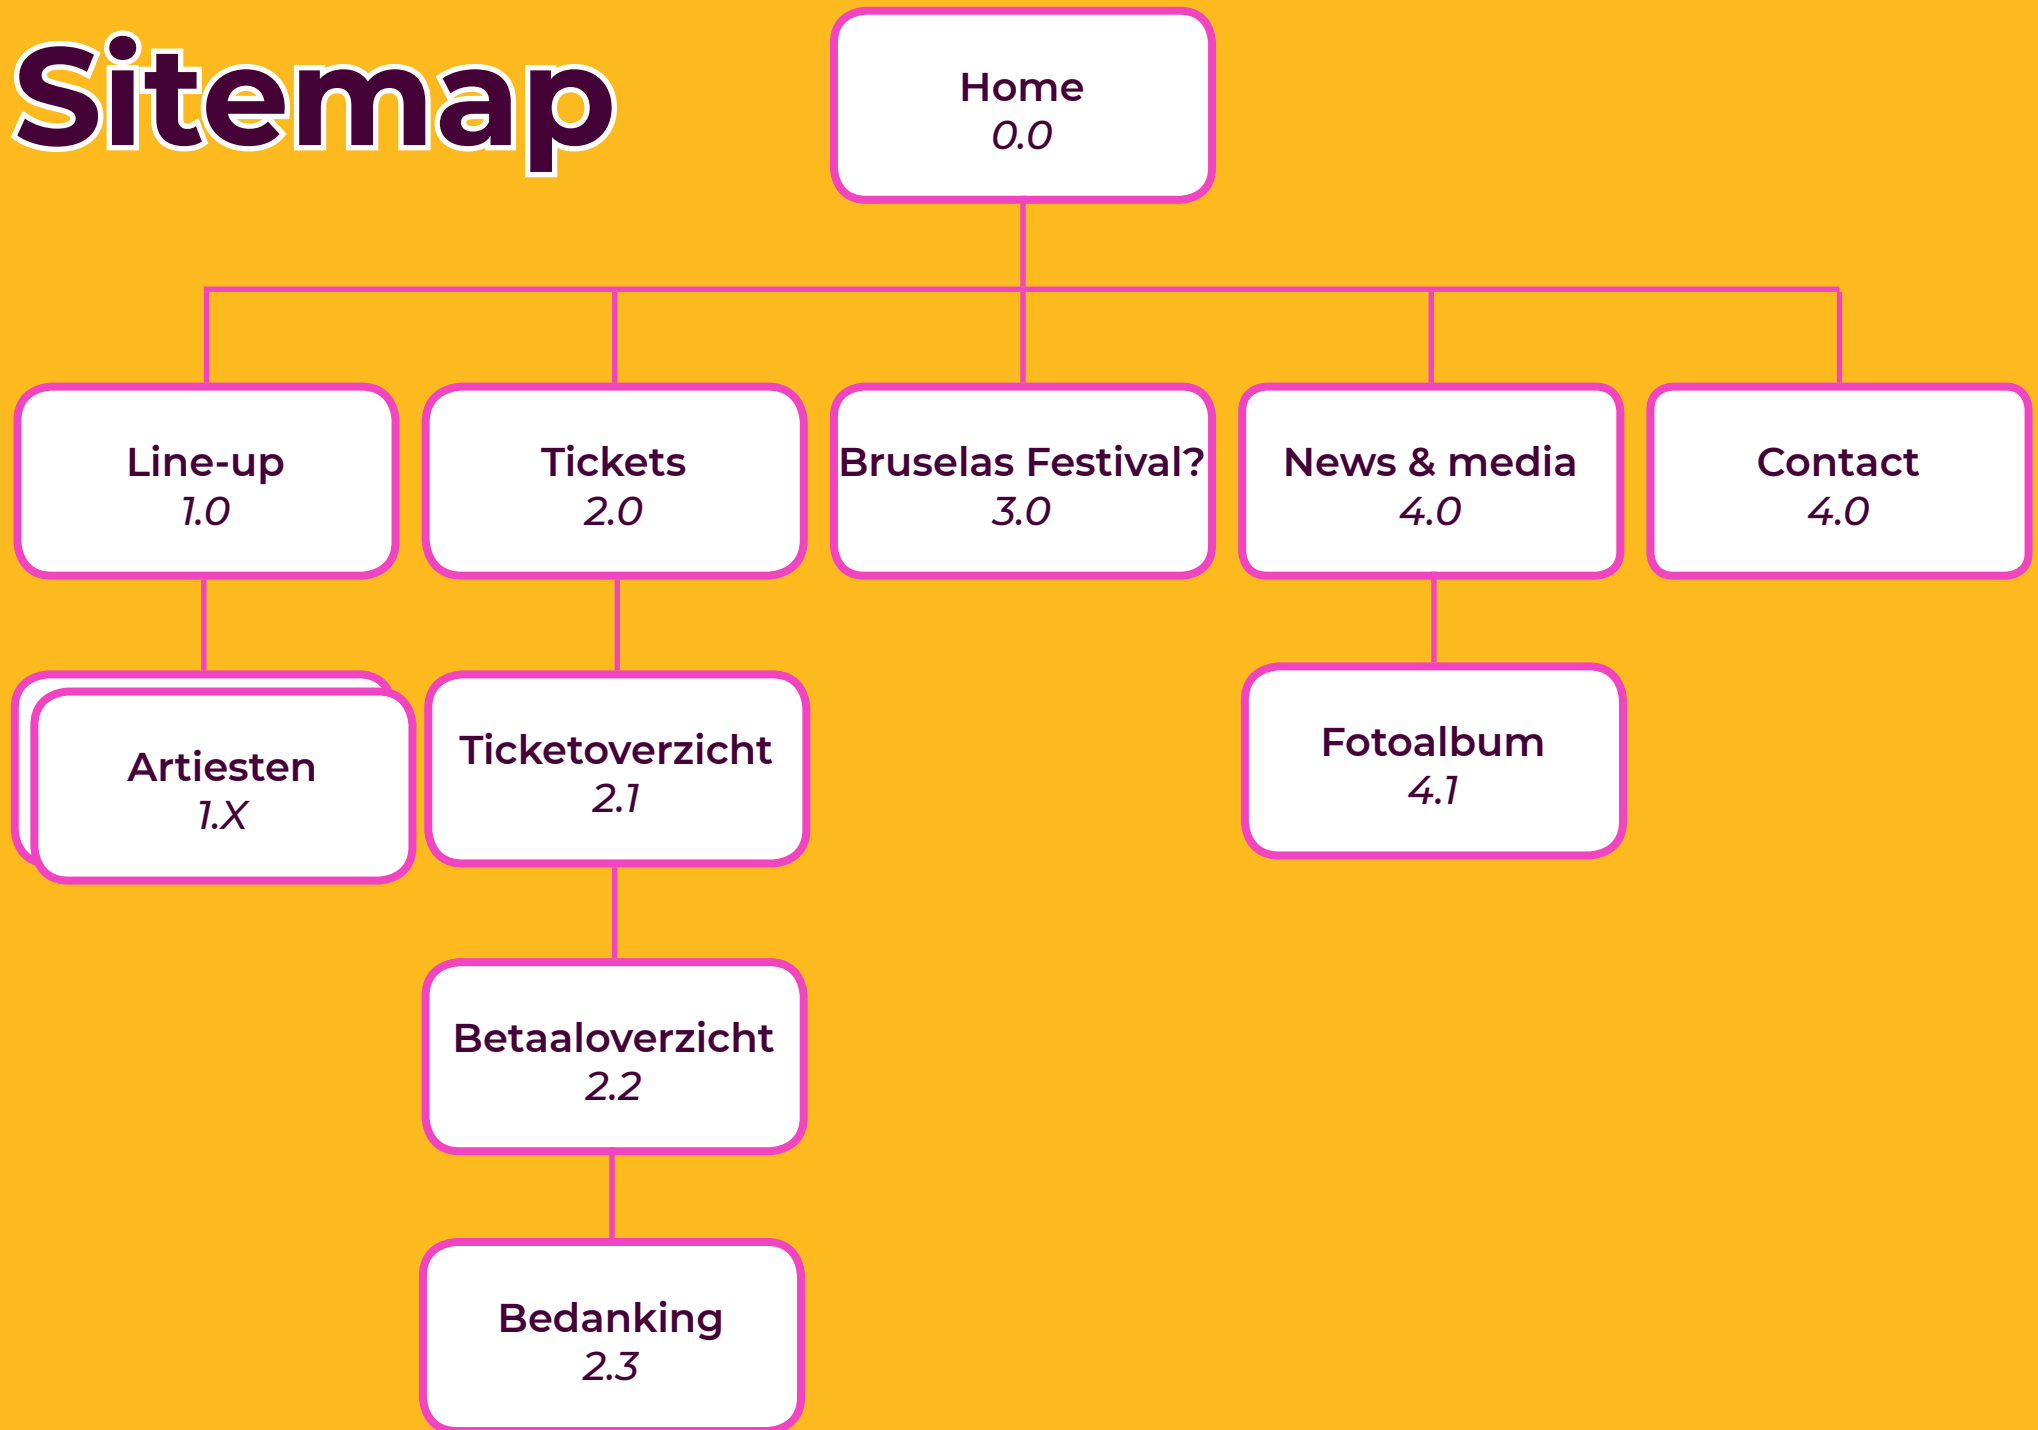 Sitemap
Home
0.0
Line-up
1.0
Tickets
2.0
Bruselas Festival?
3.0
News & media
4.0
Contact
4.0
Artiesten
1.X
Ticketoverzicht
2.1
Fotoalbum
4.1
Betaaloverzicht
2.2
Bedanking
2.3